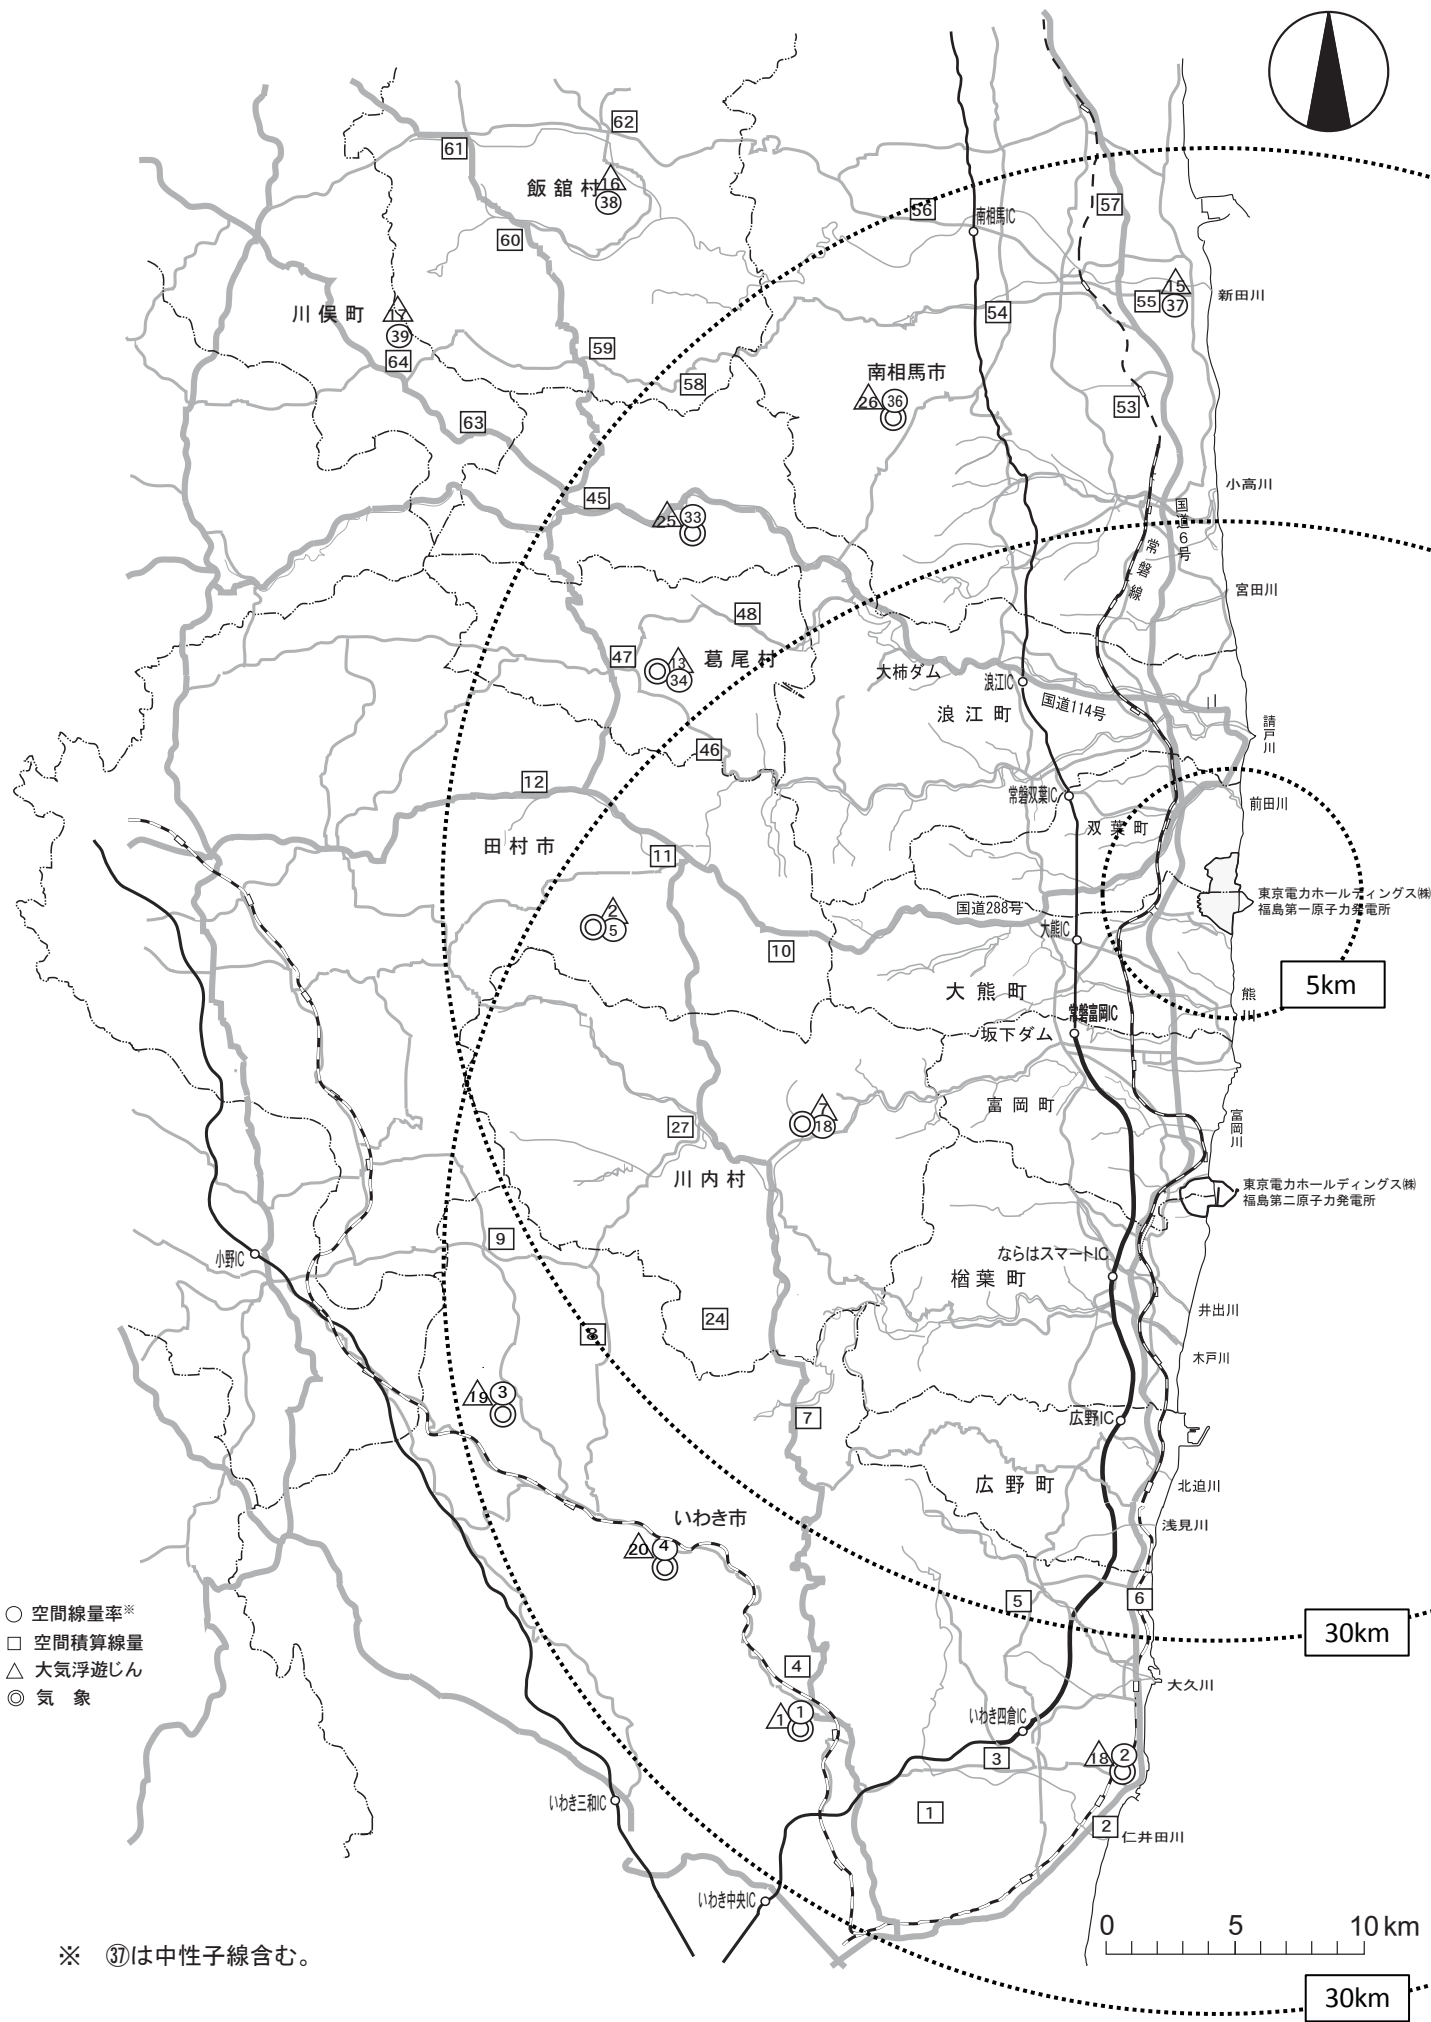 62
61
飯舘村
16
38
56
57
南相馬IC
60
15
55
37
新田川
川俣町
17
39
54
59
64
58
南相馬市
26
36
53
63
小高川
45
25
33
国道6号
常磐線
宮田川
48
47
13
34
葛尾村
大柿ダム
浪江IC
国道114号
川
浪江町
請戸川
46
12
常磐双葉IC
前田川
双葉町
田村市
11
東京電力ホールディングス㈱
福島第一原子力発電所
2
5
国道288号
大熊IC
10
5km
大熊町
熊川
常磐富岡IC
坂下ダム
富岡町
7
18
27
富岡川
川内村
東京電力ホールディングス㈱
福島第二原子力発電所
9
小野IC
ならはスマートIC
楢葉町
井出川
24
木戸川
19
3
7
広野IC
広野町
北迫川
いわき市
浅見川
20
4
5
6
○ 空間線量率※
□ 空間積算線量
△ 大気浮遊じん
◎ 気 象
30km
4
大久川
1
1
いわき四倉IC
3
18
2
いわき三和IC
1
2
仁井田川
いわき中央IC
0 5 10km
※ ㊲は中性子線含む。
30km